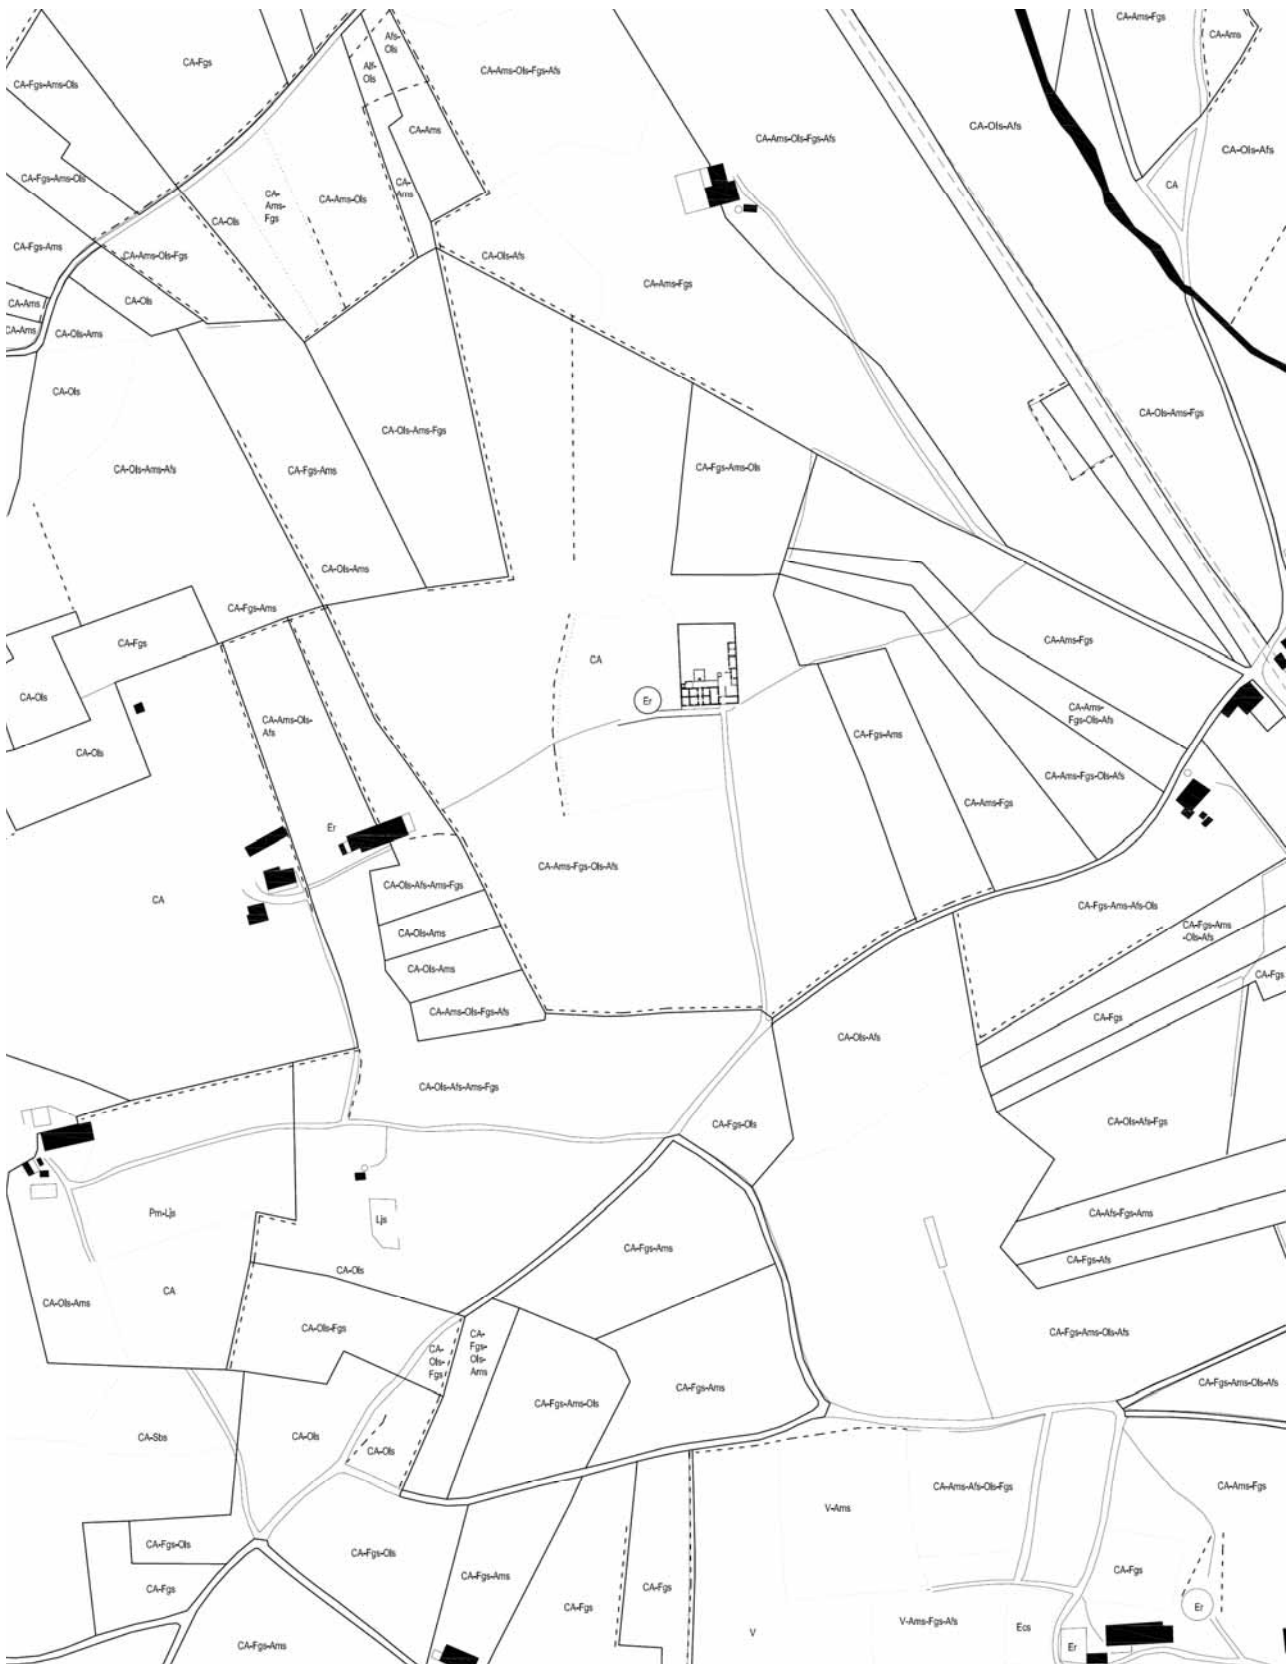 CA-Ams-Fgs
CA-Ams
CA-Fgs
Afs-
Ols
Alf-
Ols
CA-Ams-Ols-Fgs-Afs
CA-Fgs-Ams-Ols
CA-Ams
CA-Ams-Ols-Fgs-Afs
CA-Ols-Afs
CA-Ols-Afs
CA-Fgs-Ams-Ols
CA-
Ams-
Fgs
CA-Ams-Ols
CA-
Ams
CA
CA-Ols
CA-Fgs-Ams
CA-Ams-Ols-Fgs
CA-Ols-Afs
CA-Ams-Fgs
CA-Ams
CA-Ols
CA-Ams
CA-Ols-Ams
CA-Ols
CA-Ols-Ams-Fgs
CA-Ols-Ams-Fgs
CA-Ols-Ams-Afs
CA-Fgs-Ams
CA-Fgs-Ams-Ols
CA-Ols-Ams
CA-Fgs-Ams
CA-Fgs
CA-Ams-Fgs
CA
CA-Ols
Er
CA-Ams-
Fgs-Ols-Afs
CA-Ams-Ols-
Afs
CA-Fgs-Ams
CA-Ols
CA-Ams-Fgs-Ols-Afs
CA-Ams-Fgs
Er
CA-Ams-Fgs-Ols-Afs
CA-Ols-Afs-Ams-Fgs
CA
CA-Fgs-Ams-Afs-Ols
CA-Fgs-Ams
-Ols-Afs
CA-Ols-Ams
CA-Ols-Ams
CA-Fgs
CA-Ams-Ols-Fgs-Afs
CA-Fgs
CA-Ols-Afs
CA-Ols-Afs-Ams-Fgs
CA-Fgs-Ols
CA-Ols-Afs-Fgs
Pm-Ljs
Ljs
CA-Afs-Fgs-Ams
CA-Fgs-Ams
CA-Fgs-Afs
CA-Ols
CA
CA-Ols-Ams
CA-Ols-Fgs
CA-
Ols-
Fgs
CA-
Fgs-
Ols-
Ams
CA-Fgs-Ams-Ols-Afs
CA-Fgs-Ams
CA-Fgs-Ams-Ols-Afs
CA-Fgs-Ams-Ols
CA-Sbs
CA-Ols
CA-Ols
CA-Ams-Afs-Ols-Fgs
CA-Ams-Fgs
V-Ams
CA-Fgs-Ols
CA-Fgs-Ols
CA-Fgs-Ams
CA-Fgs
CA-Fgs
CA-Fgs
CA-Fgs
Er
V-Ams-Fgs-Afs
Ecs
V
CA-Fgs-Ams
Er